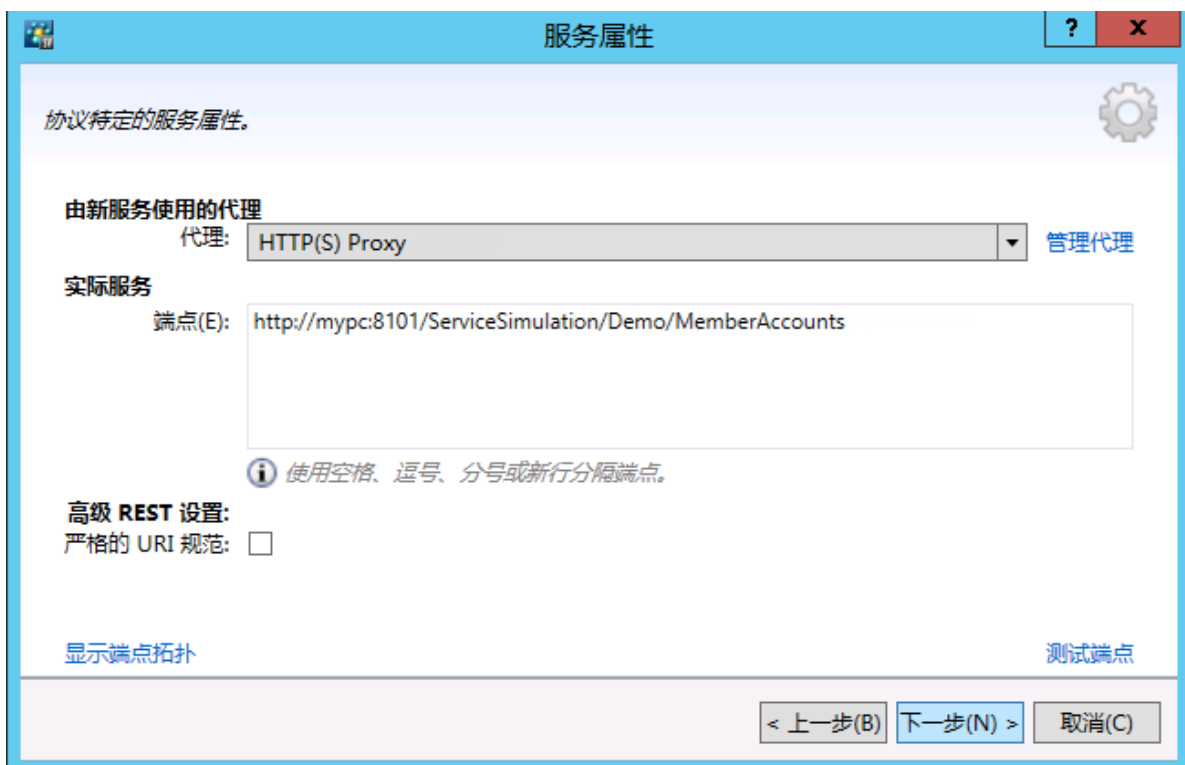 服务属性
?
x
协议特定的服务属性。
由新服务使用的代理
代理: HTTP(S) Proxy 管理代理
实际服务
端点(E): http://mypc:8101/ServiceSimulation/Demo/MemberAccounts
使用空格、逗号、分号或新行分隔端点。
高级 REST 设置:
严格的 URI 规范:
显示端点拓扑 测试端点
< 上一步(B) 下一步(N) > 取消(C)